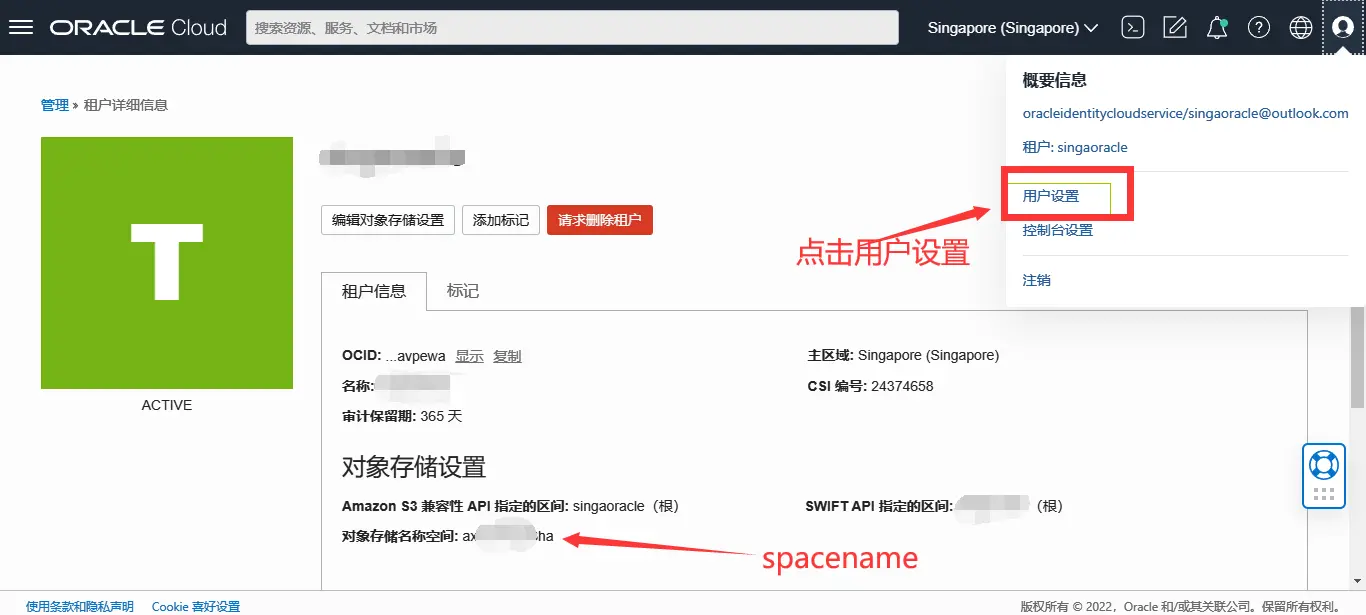 ORACLE Cloud
搜索资源、服务、文档和市场
Singapore (Singapore)
概要信息
oracleidentitycloudservice/singaoracle@outlook.com
租户: singaoracle
用户设置
控制台设置
注销
点击用户设置
管理 » 租户详细信息
T
ACTIVE
编辑对象存储设置 添加标记 请求删除租户
租户信息 标记
OCID: ...avpewa 显示 复制
主区域: Singapore (Singapore)
名称:
CSI 编号: 24374658
审计保留期: 365 天
对象存储设置
Amazon S3 兼容性 API 指定的区间: singaoracle（根）
SWIFT API 指定的区间: （根）
对象存储名称空间: ax ha
spacename
使用条款和隐私声明 Cookie 喜好设置
版权所有 © 2022，Oracle 和/或其关联公司。保留所有权利。